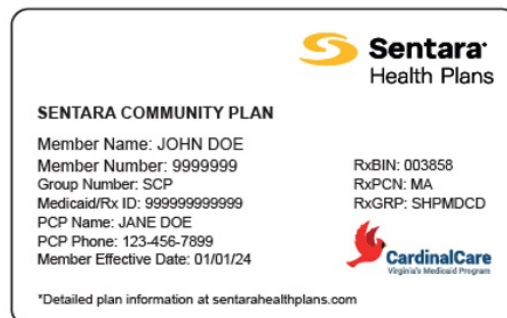 Sentara
Health Plans
SENTARA COMMUNITY PLAN
Member Name: JOHN DOE
Member Number: 9999999
Group Number: SCP
Medicaid/Rx ID: 999999999999
PCP Name: JANE DOE
PCP Phone: 123-456-7899
Member Effective Date: 01/01/24
RxBIN: 003858
RxPCN: MA
RxGRP: SHPMDCD
CardinalCare
Virginia's Medicaid Program
*Detailed plan information at sentarahealthplans.com